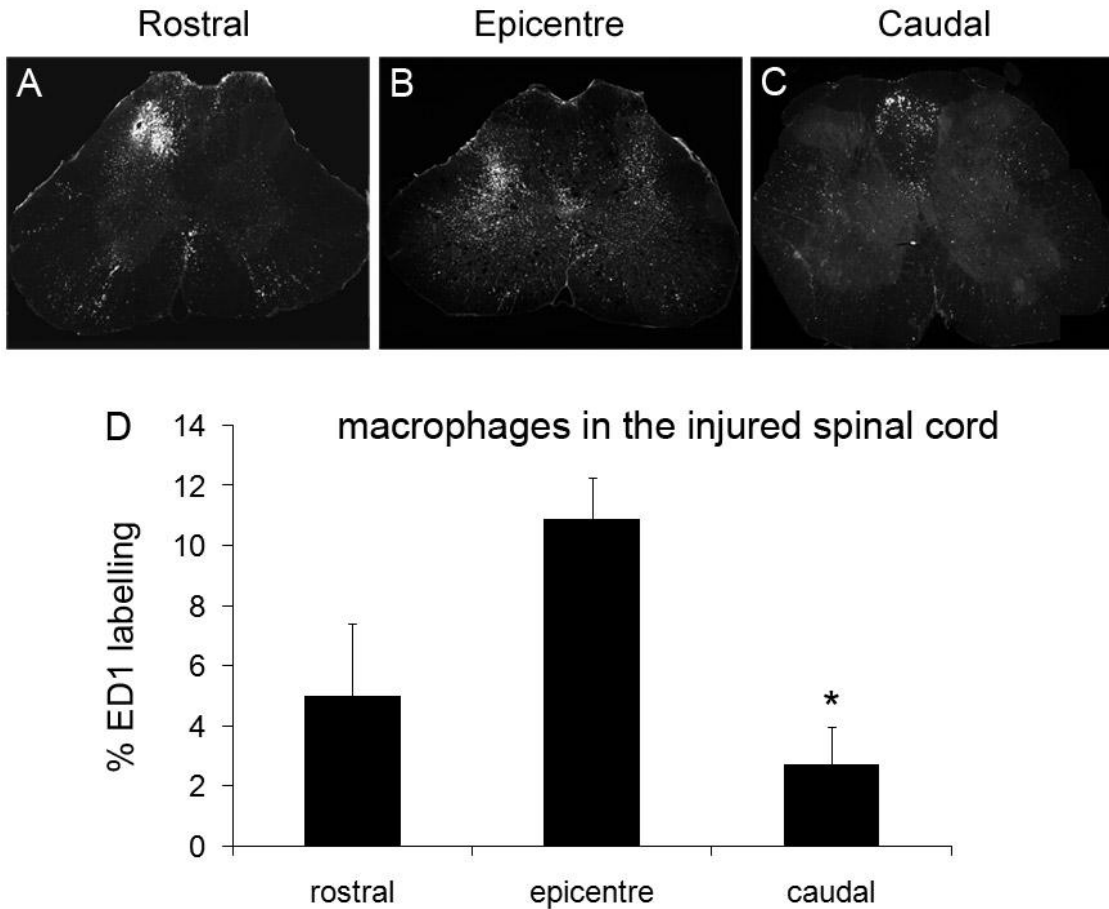 Rostral Epicentre Caudal
A B C
D macrophages in the injured spinal cord
% ED1 labelling
14
12
10
8
6
4
2
0
*
rostral epicentre caudal